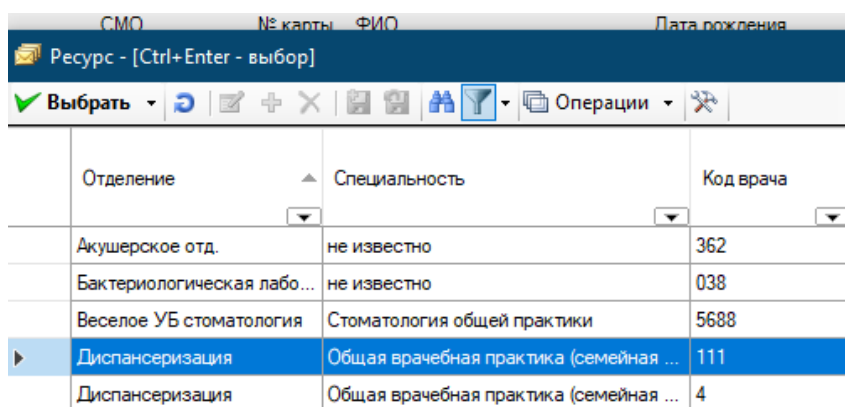 СМО № карты ФИО Дата рождения
Ресурс - [Ctrl+Enter - выбор]
Выбрать Операции
Отделение Специальность Код врача
Акушерское отд. не известно 362
Бактериологическая лабо... не известно 038
Веселое УБ стоматология Стоматология общей практики 5688
Диспансеризация Общая врачебная практика (семейная ... 111
Диспансеризация Общая врачебная практика (семейная ... 4